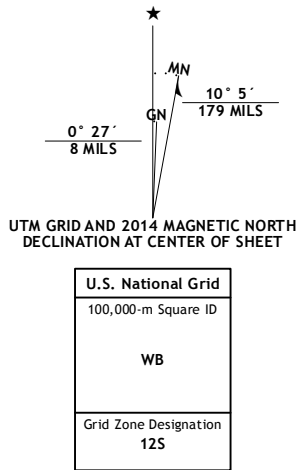 ★
MN
10° 5´
179 MILS
GN
0° 27´
8 MILS
UTM GRID AND 2014 MAGNETIC NORTH
DECLINATION AT CENTER OF SHEET
U.S. National Grid
100,000-m Square ID
WB
Grid Zone Designation
12S